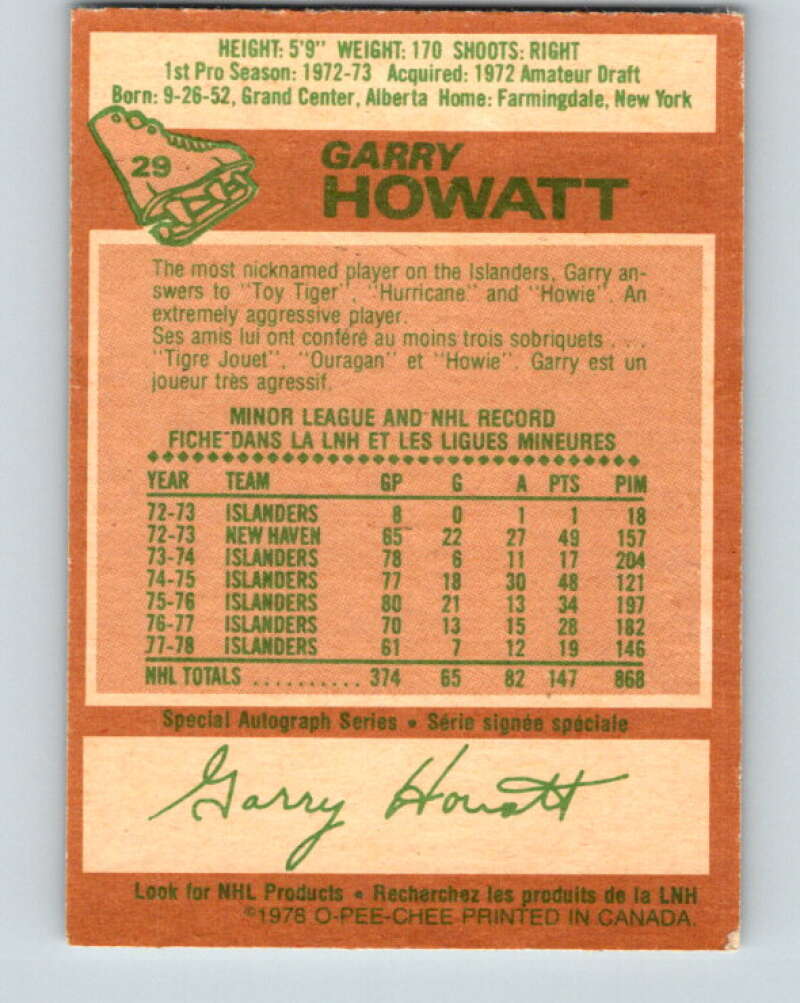 HEIGHT: 5'9" WEIGHT: 170 SHOOTS: RIGHT
1st Pro Season: 1972-73 Acquired: 1972 Amateur Draft
Born: 9-26-52, Grand Center, Alberta Home: Farmingdale, New York
29
GARRY
HOWATT
The most nicknamed player on the Islanders, Garry an-
swers to "Toy Tiger", "Hurricane" and "Howie". An
extremely aggressive player.
Ses amis lui ont conféré au moins trois sobriquets . . .
"Tigre Jouet", "Ouragan" et "Howie". Garry est un
joueur très agressif.
MINOR LEAGUE AND NHL RECORD
FICHE DANS LA LNH ET LES LIGUES MINEURES
YEAR TEAM GP G A PTS PIM
72-73 ISLANDERS 8 0 1 1 18
72-73 NEW HAVEN 65 22 27 49 157
73-74 ISLANDERS 78 6 11 17 204
74-75 ISLANDERS 77 18 30 48 121
75-76 ISLANDERS 80 21 13 34 197
76-77 ISLANDERS 70 13 15 28 182
77-78 ISLANDERS 61 7 12 19 146
NHL TOTALS .......... 374 65 82 147 868
Special Autograph Series • Série signée spéciale
Garry Howatt
Look for NHL Products • Recherchez les produits de la LNH
©1978 O-PEE-CHEE PRINTED IN CANADA.